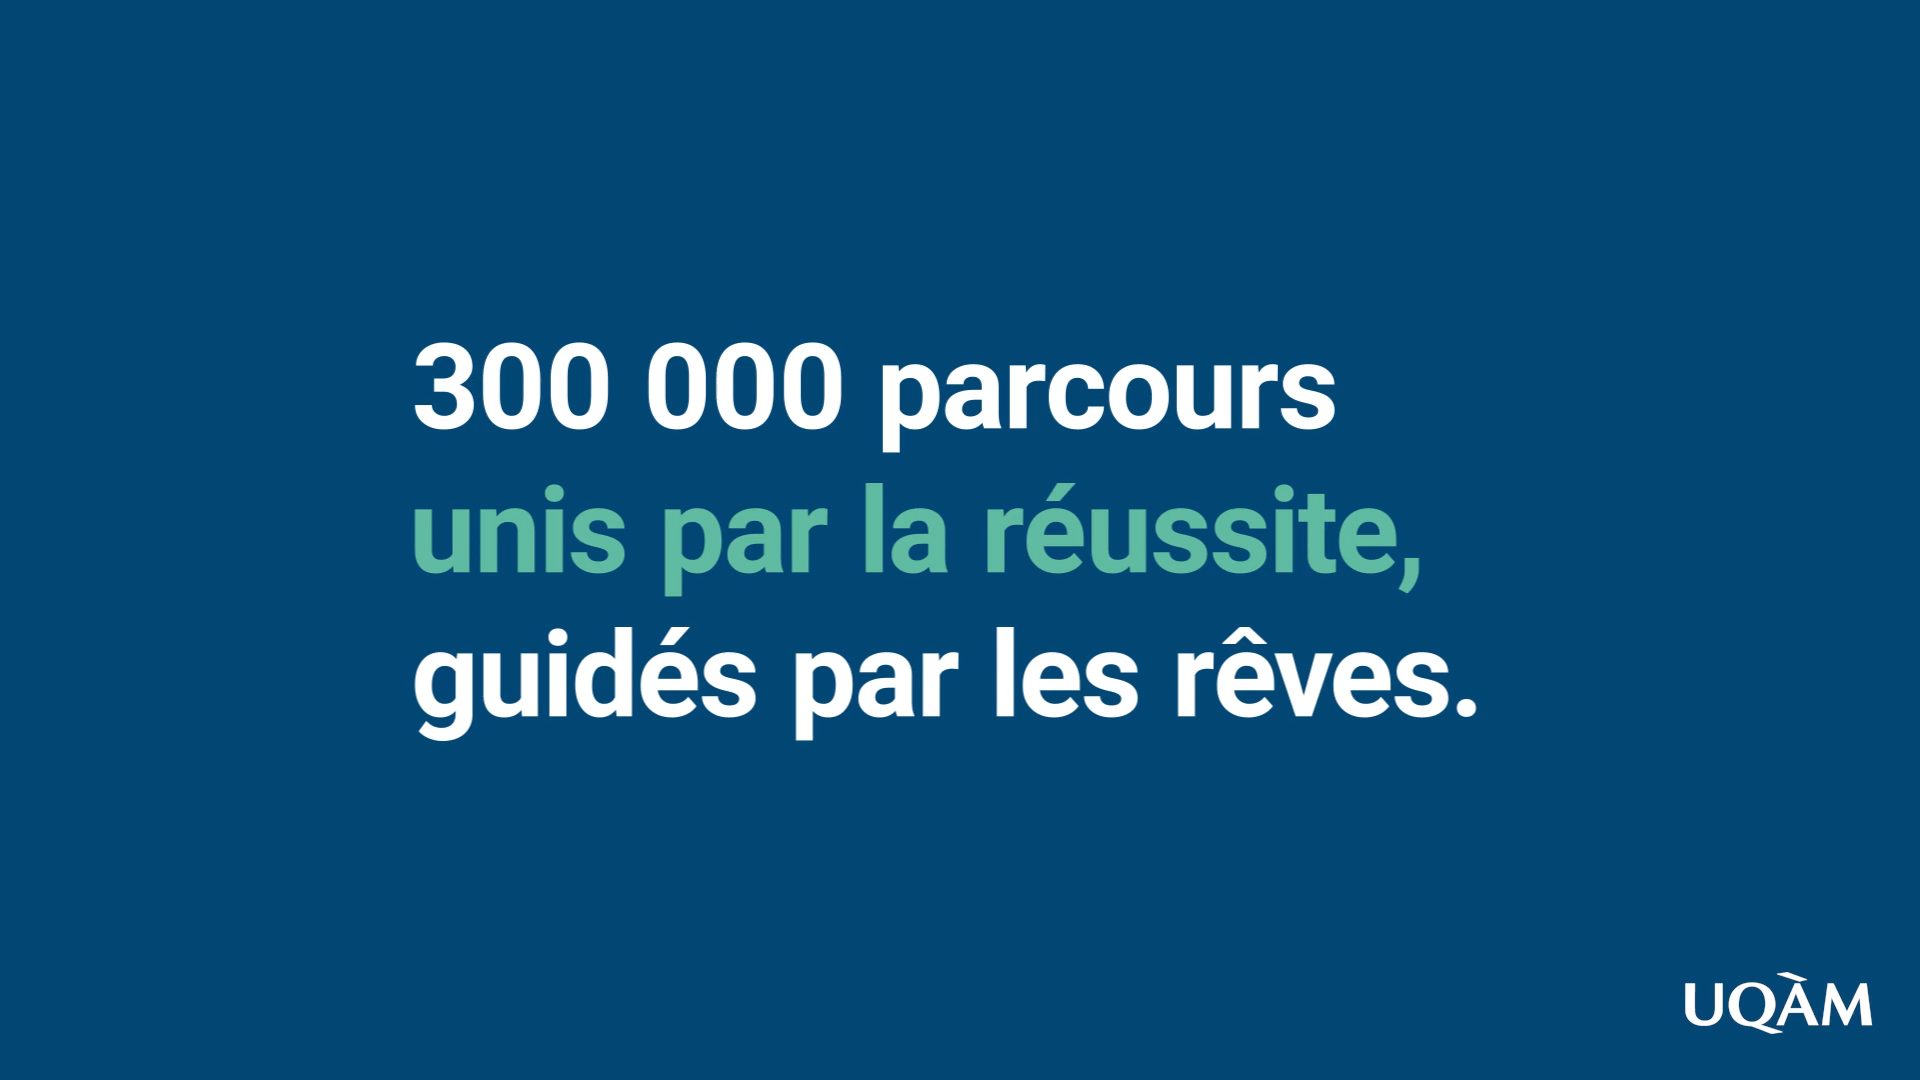 300 000 parcours
unis par la réussite,
guidés par les rêves.
UQÀM